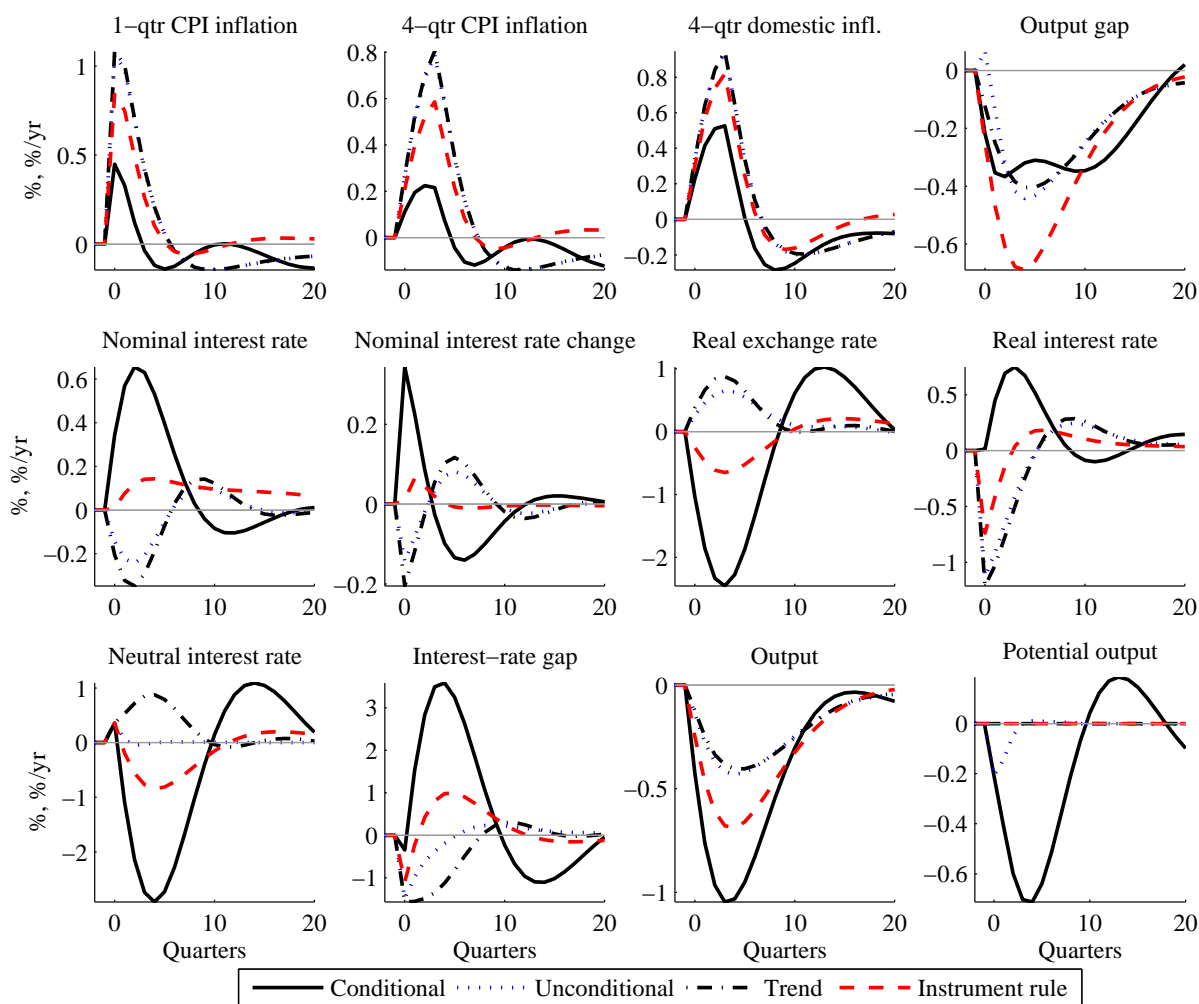 1−qtr CPI inflation
4−qtr CPI inflation
4−qtr domestic infl.
Output gap
%, %/yr
1
0.5
0
0 10 20
0.8
0.6
0.4
0.2
0
0 10 20
0.8
0.6
0.4
0.2
0
−0.2
0 10 20
0
−0.2
−0.4
−0.6
0 10 20
Nominal interest rate
Nominal interest rate change
Real exchange rate
Real interest rate
%, %/yr
0.6
0.4
0.2
0
−0.2
0 10 20
0.2
0
−0.2
0 10 20
1
0
−1
−2
0 10 20
0.5
0
−0.5
−1
0 10 20
Neutral interest rate
Interest−rate gap
Output
Potential output
%, %/yr
1
0
−1
−2
0 10 20
Quarters
3
2
1
0
−1
0 10 20
Quarters
0
−0.5
−1
0 10 20
Quarters
0
−0.2
−0.4
−0.6
0 10 20
Quarters
Conditional Unconditional Trend Instrument rule